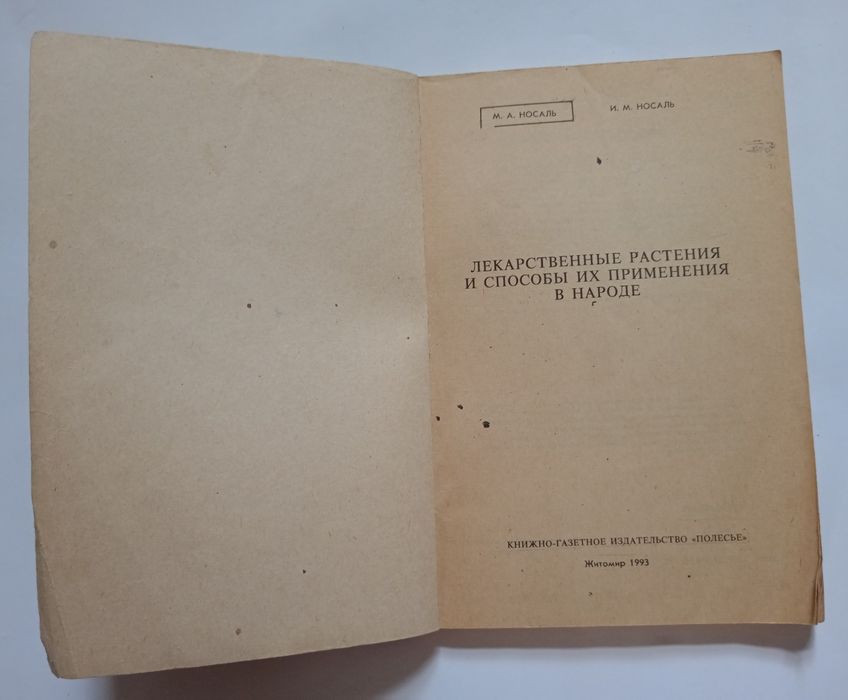 М. А. НОСАЛЬ
И. М. НОСАЛЬ
ЛЕКАРСТВЕННЫЕ РАСТЕНИЯ
И СПОСОБЫ ИХ ПРИМЕНЕНИЯ
В НАРОДЕ
КНИЖНО-ГАЗЕТНОЕ ИЗДАТЕЛЬСТВО «ПОЛЕСЬЕ»
Житомир 1993